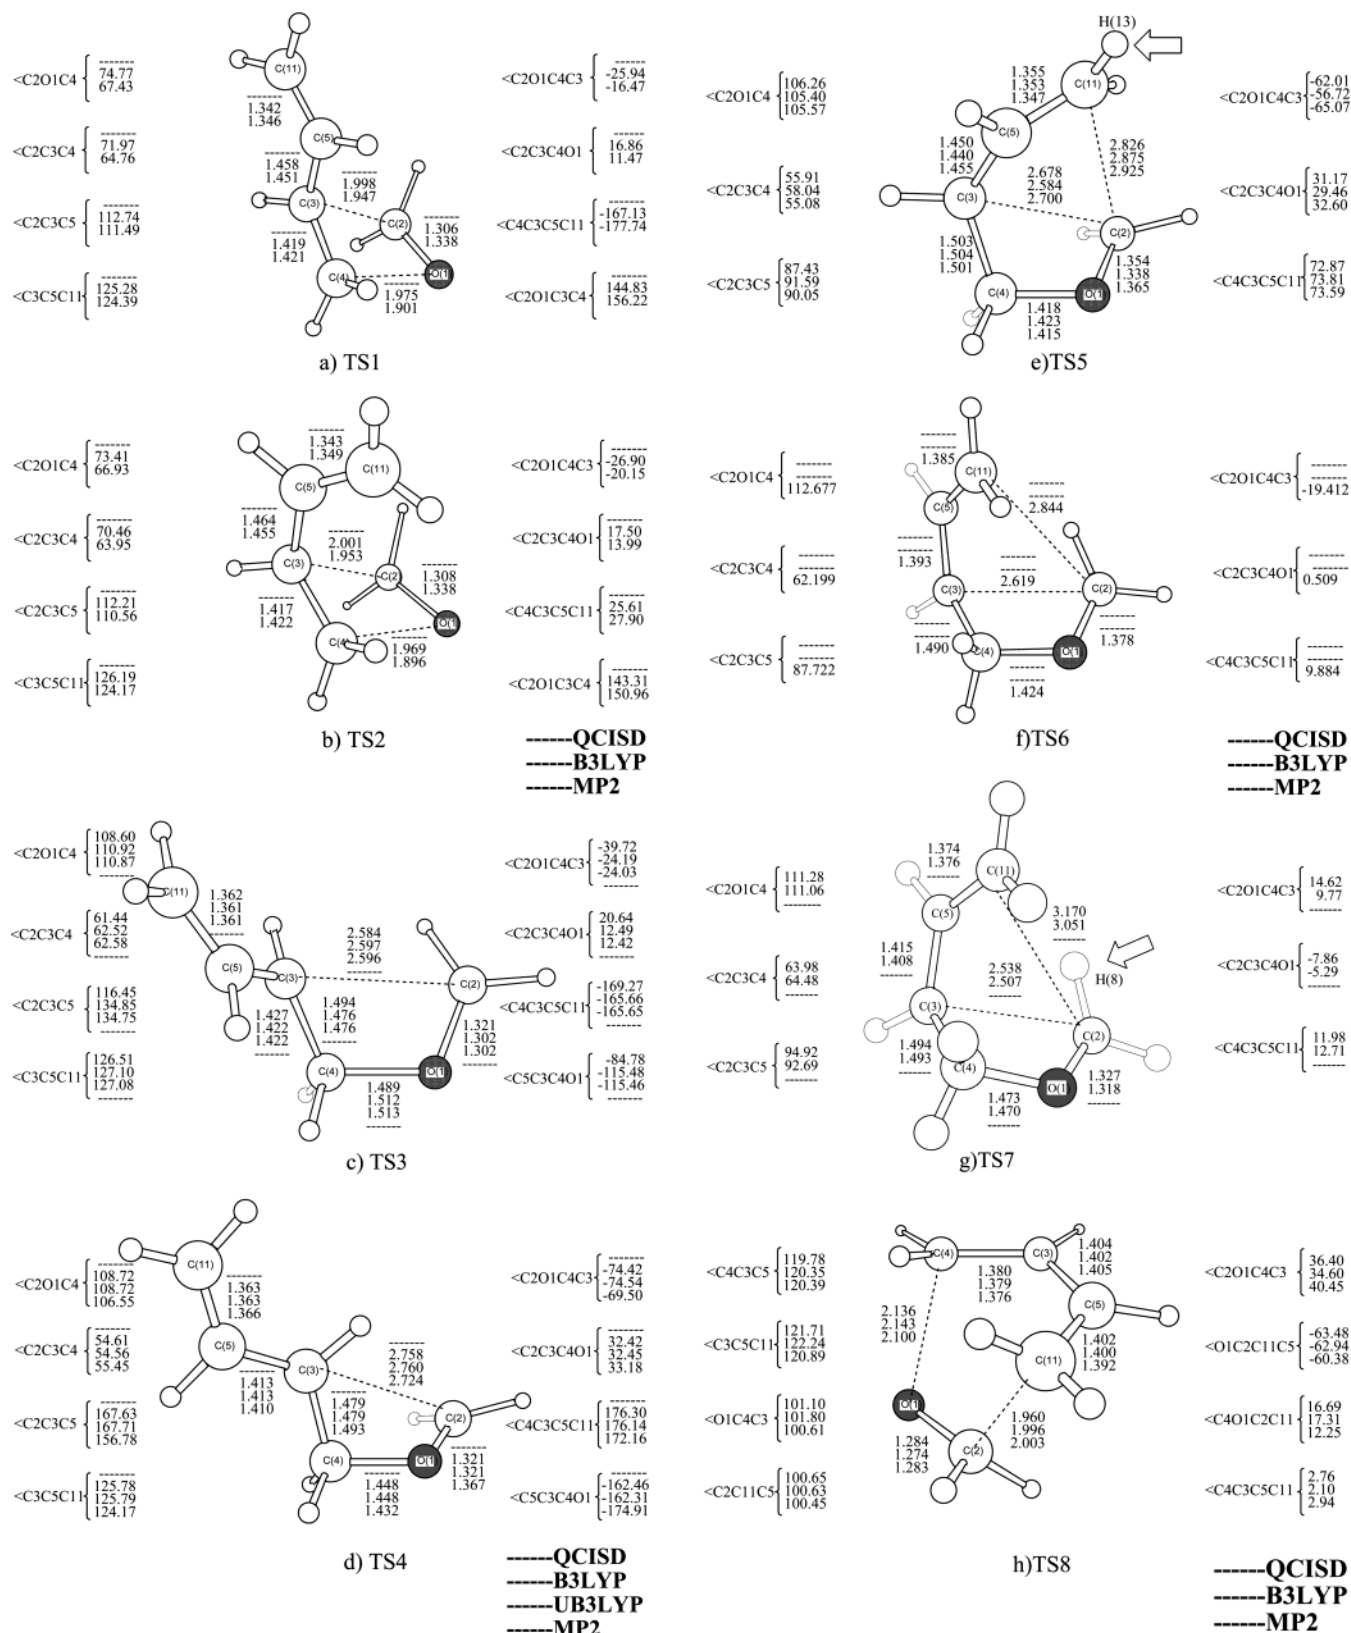 a) TS1
<C2O1C4
-------
74.77
67.43
<C2C3C4
-------
71.97
64.76
<C2C3C5
-------
112.74
111.49
<C3C5C11
-------
125.28
124.39
C(11)
-------
1.342
1.346
C(5)
-------
1.458
1.451
C(3)
-------
1.998
1.947
C(2)
-------
1.306
1.338
-------
1.419
1.421
C(4)
O(1
-------
1.975
1.901
<C2O1C4C3
-------
-25.94
-16.47
<C2C3C4O1
-------
16.86
11.47
<C4C3C5C11
-------
-167.13
-177.74
<C2O1C3C4
-------
144.83
156.22
b) TS2
<C2O1C4
-------
73.41
66.93
<C2C3C4
-------
70.46
63.95
<C2C3C5
-------
112.21
110.56
<C3C5C11
-------
126.19
124.17
-------
1.343
1.349
C(11)
C(5)
-------
1.464
1.455
C(3)
-------
2.001
1.953
C(2
-------
1.308
1.338
-------
1.417
1.422
C(4)
O(1
-------
1.969
1.896
<C2O1C4C3
-------
-26.90
-20.15
<C2C3C4O1
-------
17.50
13.99
<C4C3C5C11
-------
25.61
27.90
<C2O1C3C4
-------
143.31
150.96
------QCISD
------B3LYP
------MP2
c) TS3
<C2O1C4
108.60
110.92
110.87
-------
<C2C3C4
61.44
62.52
62.58
-------
<C2C3C5
116.45
134.85
134.75
-------
<C3C5C11
126.51
127.10
127.08
-------
C(11)
1.362
1.361
1.361
-------
C(5)
C(3)
2.584
2.597
2.596
-------
C(2)
1.427
1.422
1.422
-------
1.494
1.476
1.476
-------
1.321
1.302
1.302
-------
C(4)
O(1
1.489
1.512
1.513
-------
<C2O1C4C3
-39.72
-24.19
-24.03
-------
<C2C3C4O1
20.64
12.49
12.42
-------
<C4C3C5C11
-169.27
-165.66
-165.65
-------
<C5C3C4O1
-84.78
-115.48
-115.46
-------
d) TS4
<C2O1C4
-------
108.72
108.72
106.55
<C2C3C4
-------
54.61
54.56
55.45
<C2C3C5
-------
167.63
167.71
156.78
<C3C5C11
-------
125.78
125.79
124.17
C(11)
-------
1.363
1.363
1.366
C(5)
-------
1.413
1.413
1.410
C(3)
-------
2.758
2.760
2.724
-------
1.479
1.479
1.493
C(2)
C(4)
O(1
-------
1.321
1.321
1.367
-------
1.448
1.448
1.432
<C2O1C4C3
-------
-74.42
-74.54
-69.50
<C2C3C4O1
-------
32.42
32.45
33.18
<C4C3C5C11
-------
176.30
176.14
172.16
<C5C3C4O1
-------
-162.46
-162.31
-174.91
------QCISD
------B3LYP
------UB3LYP
------MP2
e)TS5
<C2O1C4
106.26
105.40
105.57
<C2C3C4
55.91
58.04
55.08
<C2C3C5
87.43
91.59
90.05
H(13)
1.355
1.353
1.347
C(11)
C(5)
1.450
1.440
1.455
2.678
2.584
2.700
2.826
2.875
2.925
C(3)
C(2)
1.503
1.504
1.501
1.354
1.338
1.365
C(4)
O(1
1.418
1.423
1.415
<C2O1C4C3
-62.01
-56.72
-65.07
<C2C3C4O1
31.17
29.46
32.60
<C4C3C5C11
72.87
73.81
73.59
f)TS6
<C2O1C4
-------
-------
112.677
<C2C3C4
-------
-------
62.199
<C2C3C5
-------
-------
87.722
-------
-------
1.385
C(11)
C(5)
-------
-------
2.844
-------
-------
1.393
-------
-------
2.619
C(3)
C(2)
-------
-------
1.490
C(4)
O(1
-------
-------
1.378
-------
-------
1.424
<C2O1C4C3
-------
-------
-19.412
<C2C3C4O1
-------
-------
0.509
<C4C3C5C11
-------
-------
9.884
------QCISD
------B3LYP
------MP2
g)TS7
<C2O1C4
111.28
111.06
-------
<C2C3C4
63.98
64.48
-------
<C2C3C5
94.92
92.69
-------
1.374
1.376
-------
C(11)
C(5)
3.170
3.051
-------
1.415
1.408
-------
2.538
2.507
-------
H(8)
C(3)
C(2)
1.494
1.493
-------
C(4)
O(1)
1.327
1.318
-------
1.473
1.470
-------
<C2O1C4C3
14.62
9.77
-------
<C2C3C4O1
-7.86
-5.29
-------
<C4C3C5C11
11.98
12.71
-------
h)TS8
<C4C3C5
119.78
120.35
120.39
<C3C5C11
121.71
122.24
120.89
<O1C4C3
101.10
101.80
100.61
<C2C11C5
100.65
100.63
100.45
C(4)
C(3)
1.404
1.402
1.405
1.380
1.379
1.376
C(5)
2.136
2.143
2.100
1.402
1.400
1.392
C(11)
O(1
1.960
1.996
2.003
C(2)
1.284
1.274
1.283
<C2O1C4C3
36.40
34.60
40.45
<O1C2C11C5
-63.48
-62.94
-60.38
<C4O1C2C11
16.69
17.31
12.25
<C4C3C5C11
2.76
2.10
2.94
------QCISD
------B3LYP
------MP2